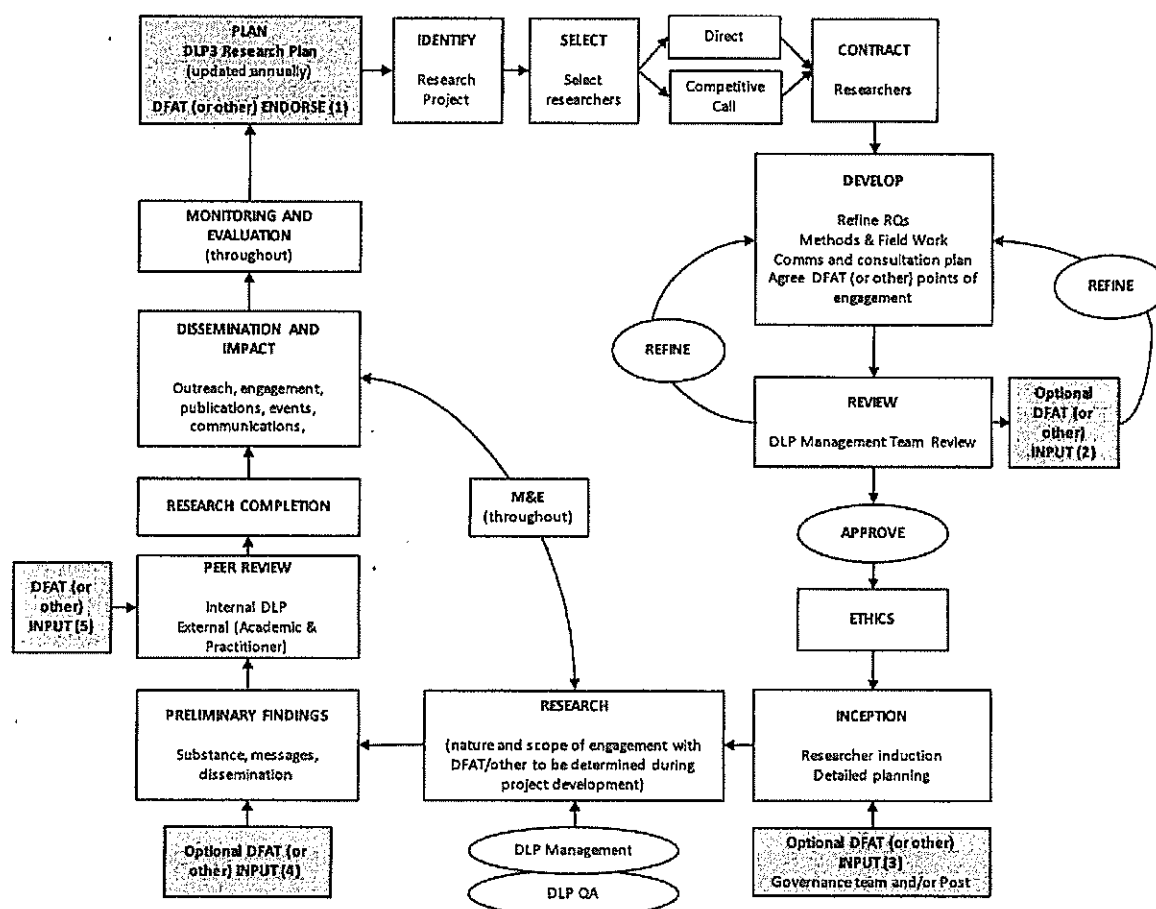 PLAN
DLP3 Research Plan
(updated annually)
DFAT (or other) ENDORSE (1)
IDENTIFY
Research
Project
SELECT
Select
researchers
Direct
Competitive
Call
CONTRACT
Researchers
DEVELOP
Refine RQs
Methods & Field Work
Comms and consultation plan
Agree DFAT (or other) points of
engagement
REFINE
REFINE
REVIEW
DLP Management Team Review
Optional
DFAT (or
other)
INPUT (2)
APPROVE
ETHICS
INCEPTION
Researcher induction
Detailed planning
Optional DFAT (or other)
INPUT (3)
Governance team and/or Post
RESEARCH
(nature and scope of engagement with
DFAT/other to be determined during
project development)
DLP Management
DLP QA
M&E
(throughout)
PRELIMINARY FINDINGS
Substance, messages,
dissemination
Optional DFAT (or
other) INPUT (4)
PEER REVIEW
Internal DLP
External (Academic &
Practitioner)
DFAT (or
other)
INPUT (5)
RESEARCH COMPLETION
DISSEMINATION AND
IMPACT
Outreach, engagement,
publications, events,
communications,
MONITORING AND
EVALUATION
(throughout)